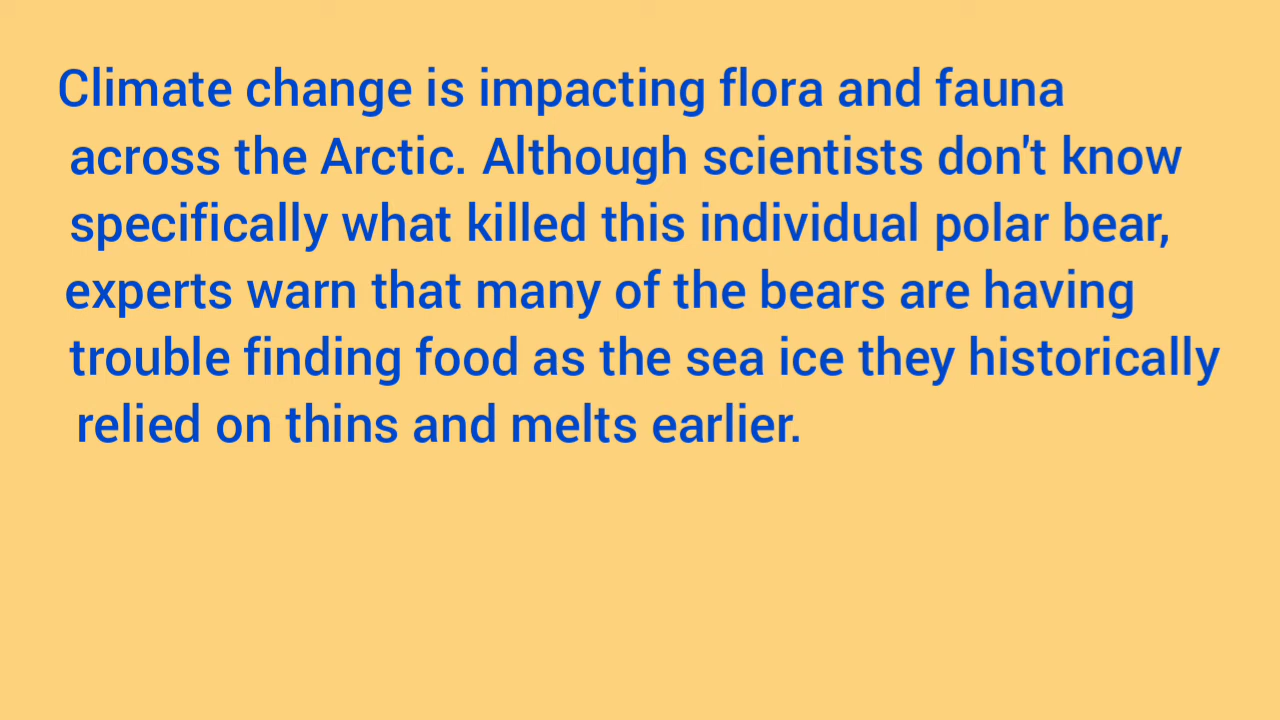 Climate change is impacting flora and fauna
across the Arctic. Although scientists don't know
specifically what killed this individual polar bear,
experts warn that many of the bears are having
trouble finding food as the sea ice they historically
relied on thins and melts earlier.